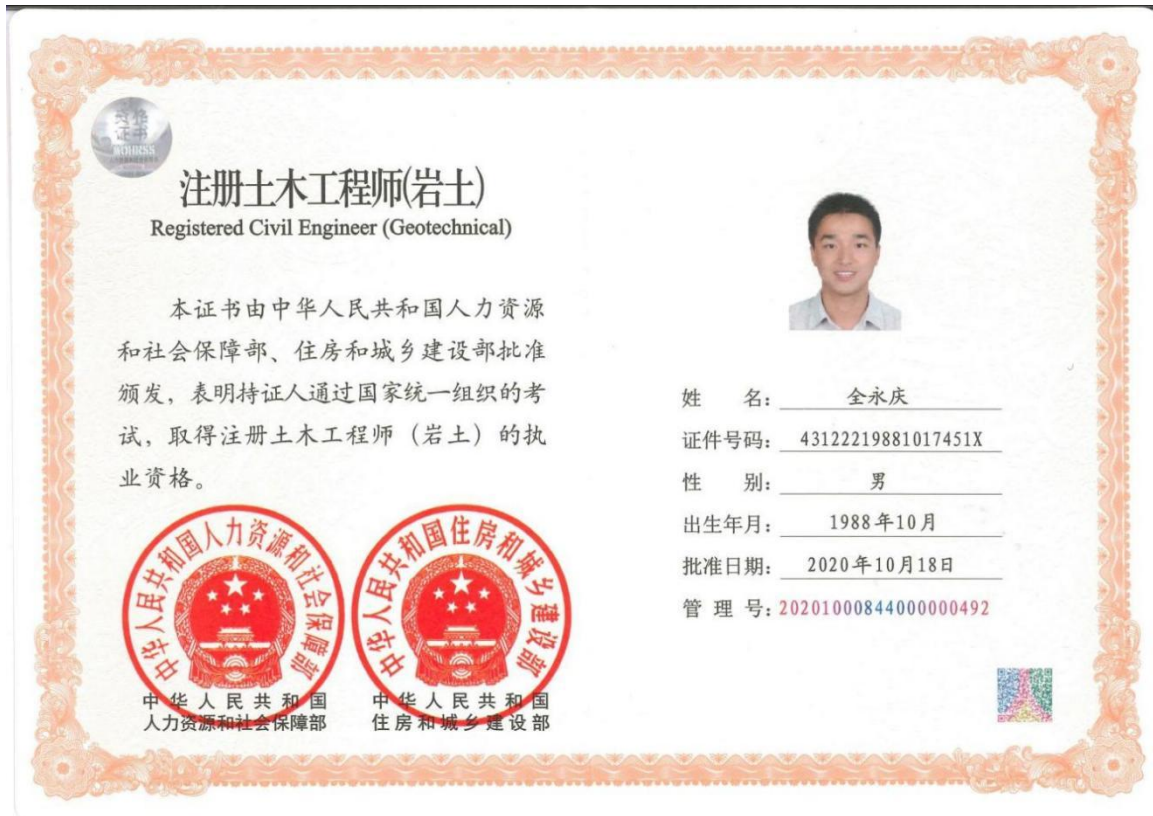 资格
证书
MOHRSS
注册土木工程师(岩土)
Registered Civil Engineer (Geotechnical)
本证书由中华人民共和国人力资源
和社会保障部、住房和城乡建设部批准
颁发，表明持证人通过国家统一组织的考
试，取得注册土木工程师（岩土）的执
业资格。
中华人民共和国人力资源和社会保障部
中华人民共和国住房和城乡建设部
中华人民共和国
人力资源和社会保障部
中华人民共和国
住房和城乡建设部
姓 名： 全永庆
证件号码： 43122219881017451X
性 别： 男
出生年月： 1988年10月
批准日期： 2020年10月18日
管 理 号：20201000844000000492